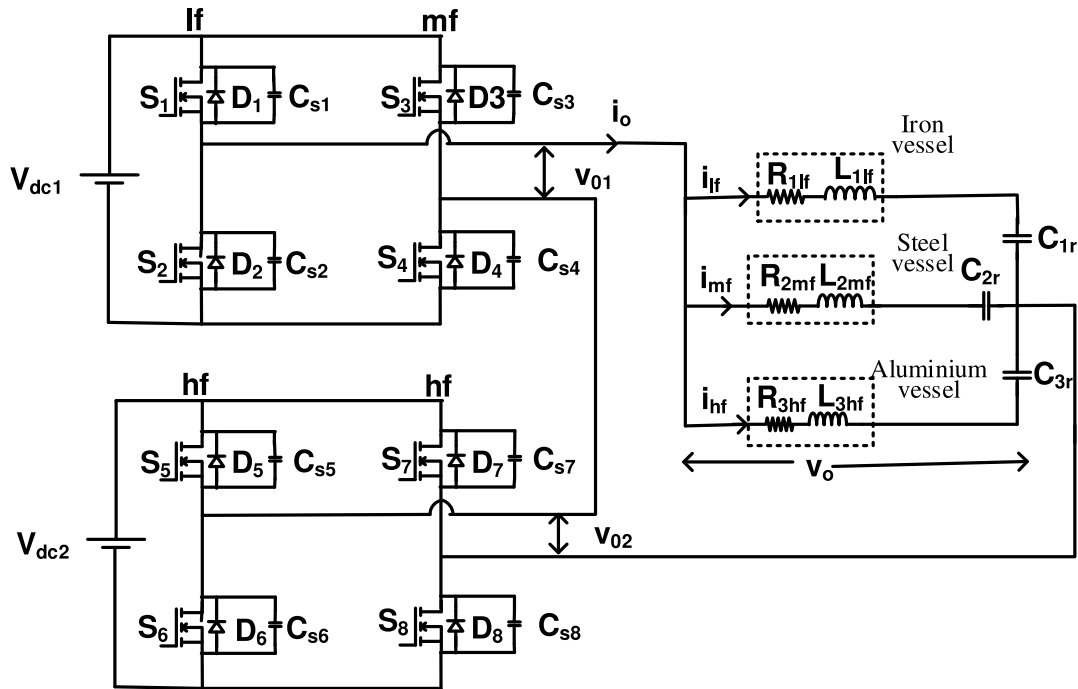 lf mf
S1 D1 Cs1 S3 D3 Cs3
io
Iron
vessel
Vdc1
v01
ilf R1lf L1lf
C1r
S2 D2 Cs2 S4 D4 Cs4
Steel
vessel
C2r
imf R2mf L2mf
hf hf
Aluminium
vessel
C3r
ihf R3hf L3hf
S5 D5 Cs5 S7 D7 Cs7
vo
Vdc2
v02
S6 D6 Cs6 S8 D8 Cs8